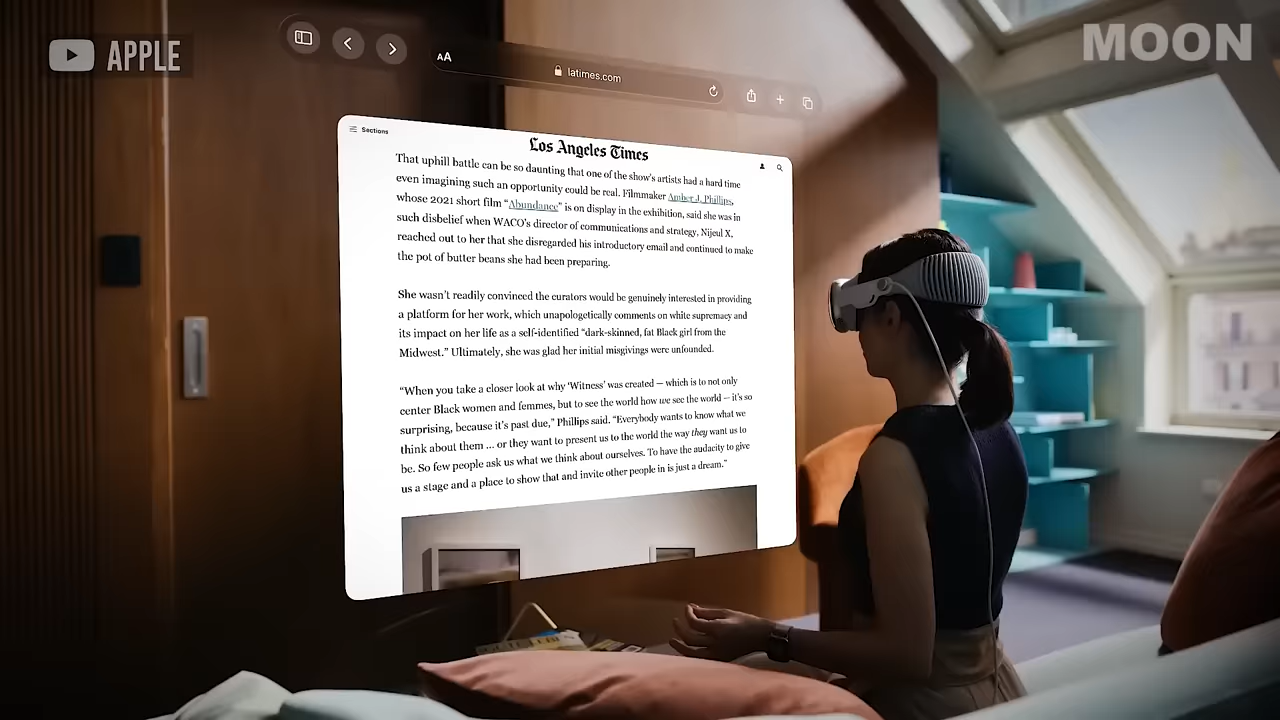 APPLE
MOON
AA
latimes.com
Sections
Los Angeles Times
That uphill battle can be so daunting that one of the show's artists had a hard time
even imagining such an opportunity could be real. Filmmaker Amber J. Phillips,
whose 2021 short film “Abundance” is on display in the exhibition, said she was in
such disbelief when WACO's director of communications and strategy, Nijeul X,
reached out to her that she disregarded his introductory email and continued to make
the pot of butter beans she had been preparing.
She wasn't readily convinced the curators would be genuinely interested in providing
a platform for her work, which unapologetically comments on white supremacy and
its impact on her life as a self-identified “dark-skinned, fat Black girl from the
Midwest.” Ultimately, she was glad her initial misgivings were unfounded.
“When you take a closer look at why ‘Witness’ was created — which is to not only
center Black women and femmes, but to see the world how we see the world — it's so
surprising, because it's past due,” Phillips said. “Everybody wants to know what we
think about them ... or they want to present us to the world the way they want us to
be. So few people ask us what we think about ourselves. To have the audacity to give
us a stage and a place to show that and invite other people in is just a dream.”